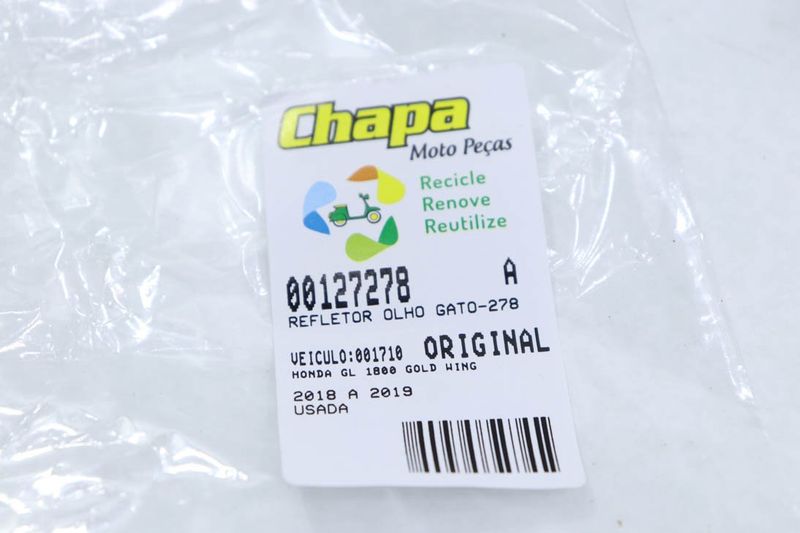 Chapa
Moto Peças
Recicle
Renove
Reutilize
00127278 A
REFLETOR OLHO GATO-278
VEICULO:001710 ORIGINAL
HONDA GL 1800 GOLD WING
2018 A 2019
USADA